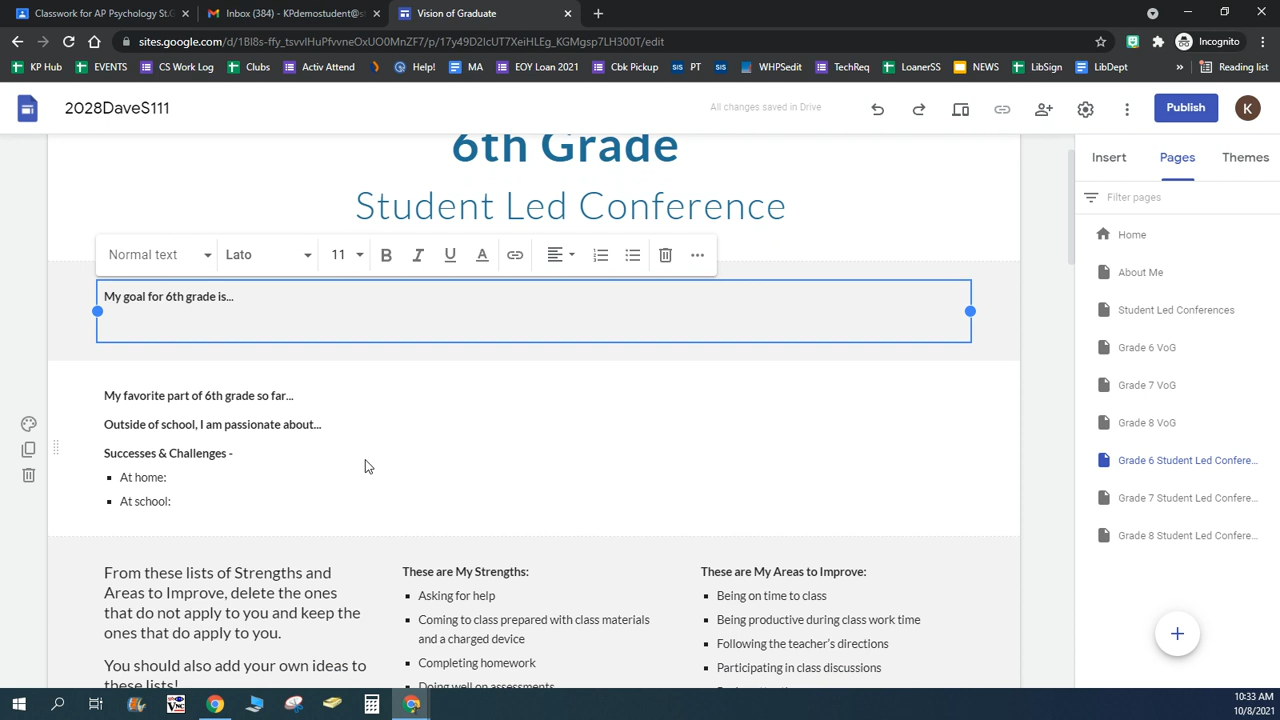 Classwork for AP Psychology St.G
Inbox (384) - KPdemostudent@s
Vision of Graduate
sites.google.com/d/1BI8s-ffy_tsvvIHuPfvvneOxUO0MnZF7/p/17y49D2IcUT7XeiHLEg_KGMgsp7LH300T/edit
Incognito
KP Hub
EVENTS
CS Work Log
Clubs
Activ Attend
Help!
MA
EOY Loan 2021
Cbk Pickup
SIS PT
SIS
WHPSedit
TechReq
LoanerSS
NEWS
LibSign
LibDept
»
Reading list
2028DaveS111
All changes saved in Drive
Publish
K
6th Grade
Student Led Conference
Normal text
Lato
11
B I U A
My goal for 6th grade is...
My favorite part of 6th grade so far...
Outside of school, I am passionate about...
Successes & Challenges -
At home:
At school:
From these lists of Strengths and
Areas to Improve, delete the ones
that do not apply to you and keep the
ones that do apply to you.
You should also add your own ideas to
these lists!
These are My Strengths:
Asking for help
Coming to class prepared with class materials
and a charged device
Completing homework
Doing well on assessments
These are My Areas to Improve:
Being on time to class
Being productive during class work time
Following the teacher's directions
Participating in class discussions
Insert
Pages
Themes
Filter pages
Home
About Me
Student Led Conferences
Grade 6 VoG
Grade 7 VoG
Grade 8 VoG
Grade 6 Student Led Confere...
Grade 7 Student Led Confere...
Grade 8 Student Led Confere...
10:33 AM
10/8/2021